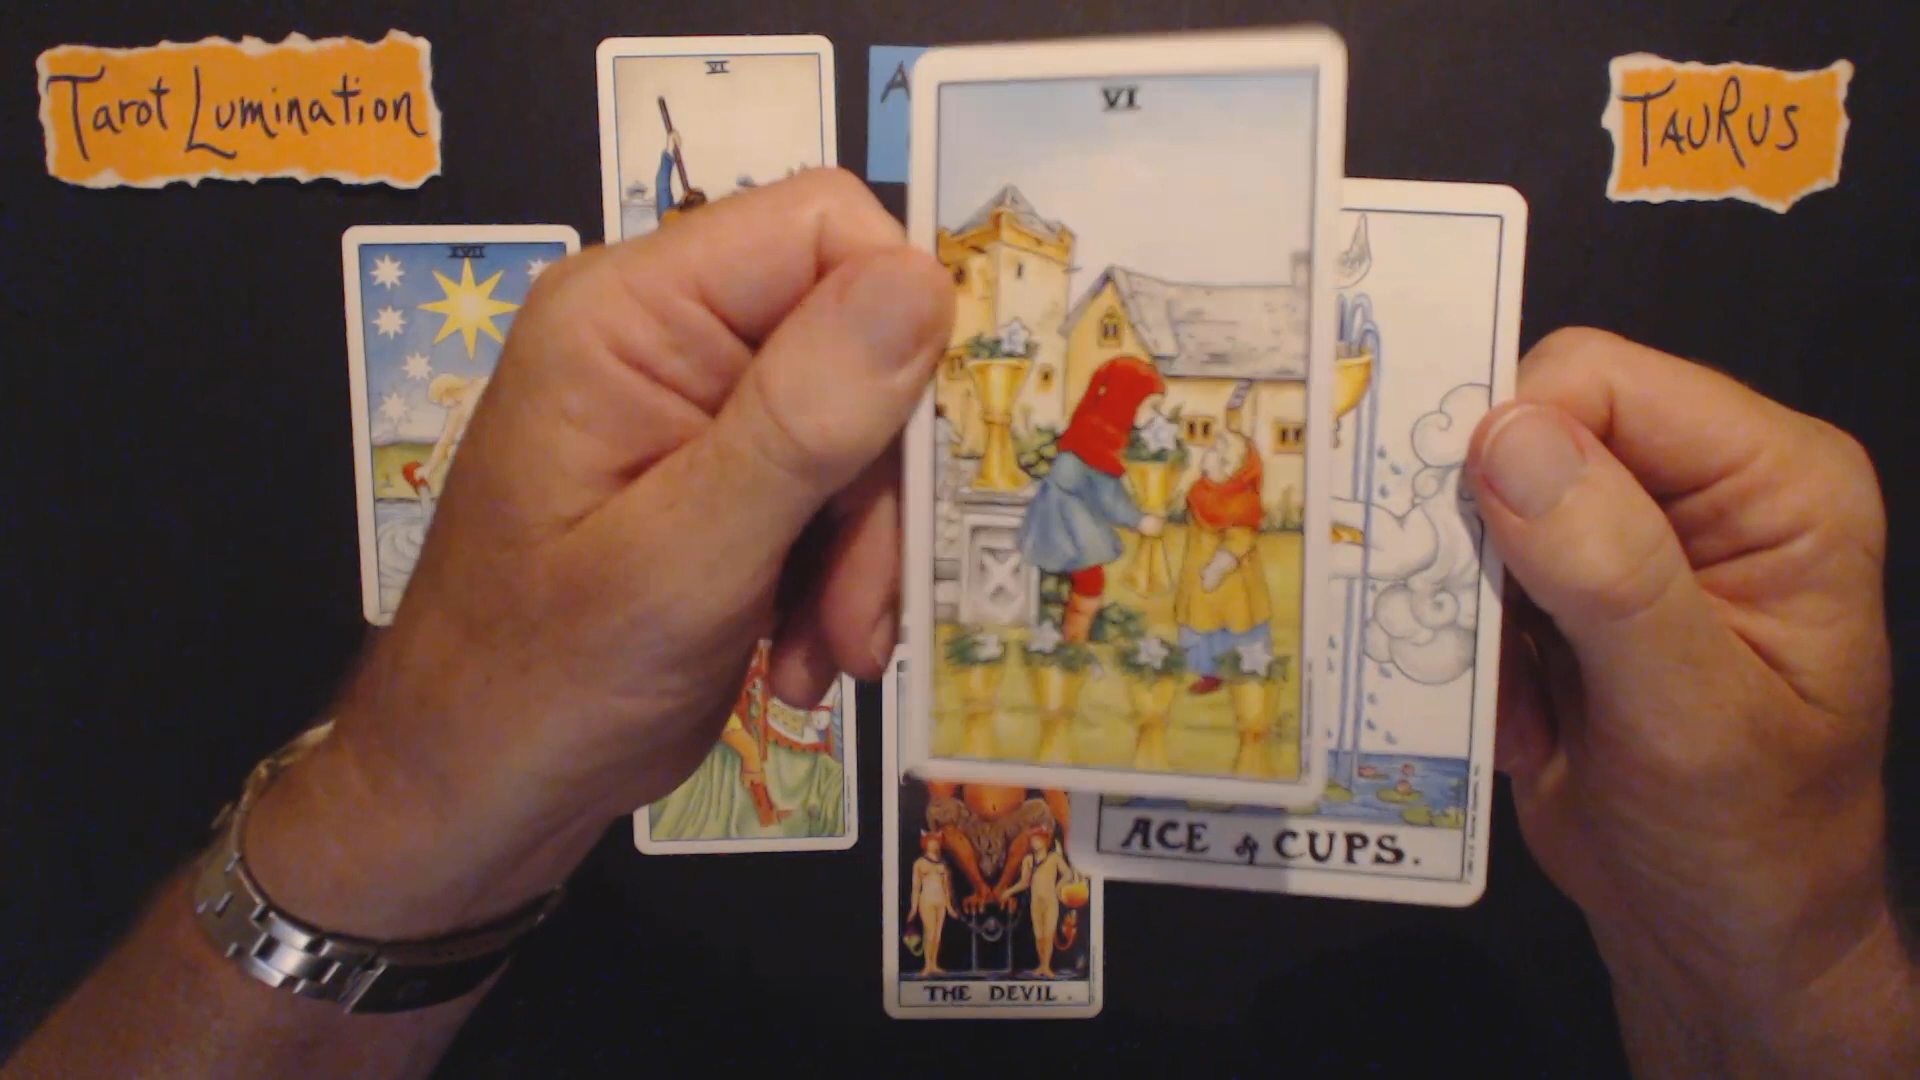 Tarot Lumination
TAURUS
VI
A
VI
XVII
ACE of CUPS.
THE DEVIL.